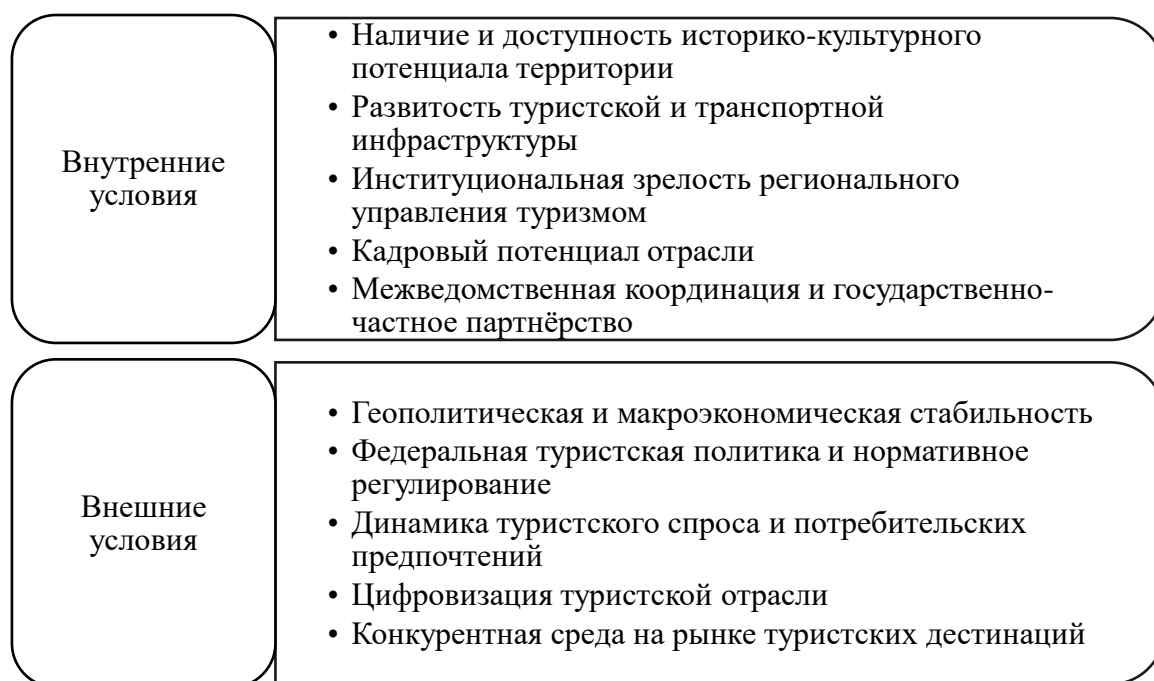 Внутренние
условия
• Наличие и доступность историко-культурного
потенциала территории
• Развитость туристской и транспортной
инфраструктуры
• Институциональная зрелость регионального
управления туризмом
• Кадровый потенциал отрасли
• Межведомственная координация и государственно-
частное партнёрство
Внешние
условия
• Геополитическая и макроэкономическая стабильность
• Федеральная туристская политика и нормативное
регулирование
• Динамика туристского спроса и потребительских
предпочтений
• Цифровизация туристской отрасли
• Конкурентная среда на рынке туристских дестинаций